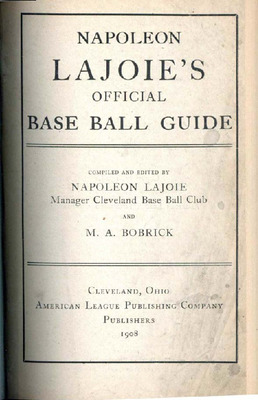 NAPOLEON
LAJOIE'S
OFFICIAL
BASE BALL GUIDE
COMPILED AND EDITED BY
NAPOLEON LAJOIE
Manager Cleveland Base Ball Club
AND
M. A. BOBRICK
CLEVELAND, OHIO
AMERICAN LEAGUE PUBLISHING COMPANY
PUBLISHERS
1908